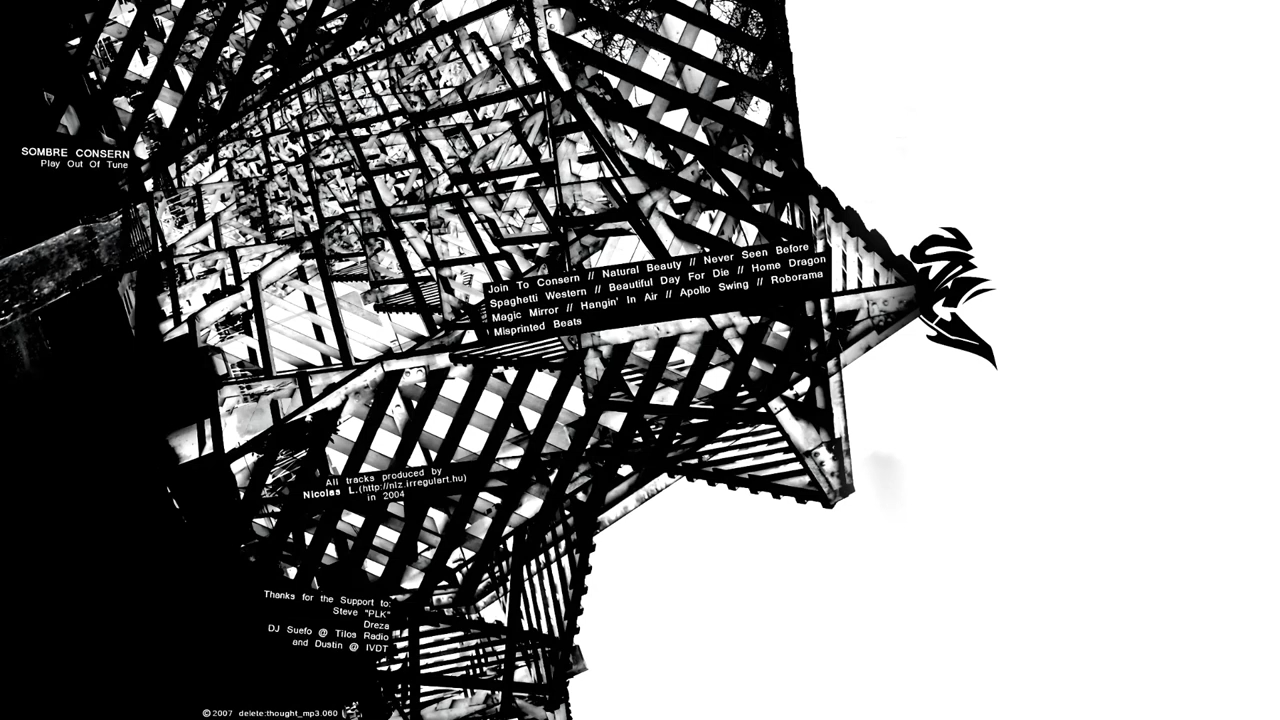 SOMBRE CONSERN
Play Out Of Tune
Join To Consern // Natural Beauty // Never Seen Before
Spaghetti Western // Beautiful Day For Die // Home Dragon
Magic Mirror // Hangin' In Air // Apollo Swing // Roborama
Misprinted Beats
All tracks produced by
Nicolas L.(http://nlz.irregulart.hu)
in 2004
Thanks for the Support to:
Steve "PLK"
Dreza
DJ Suefo @ Tilos Radio
and Dustin @ IVDT
©2007 delete:thought_mp3.060